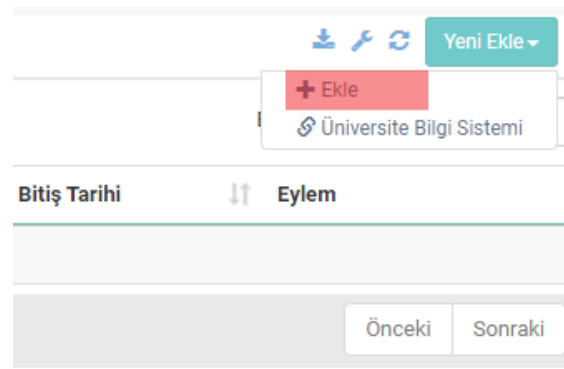 Yeni Ekle
Ekle
Üniversite Bilgi Sistemi
Bitiş Tarihi Eylem
Önceki Sonraki